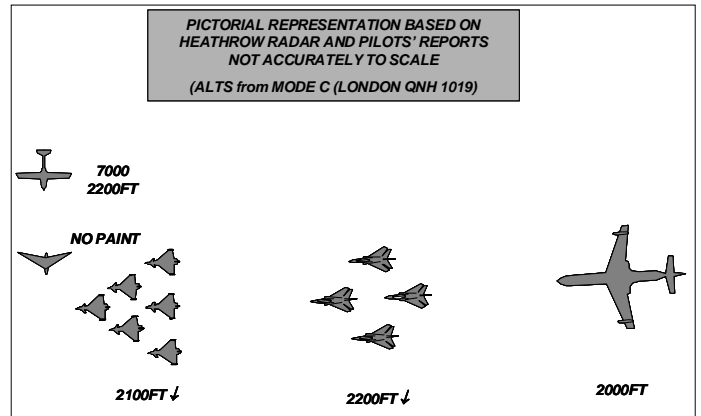 PICTORIAL REPRESENTATION BASED ON
HEATHROW RADAR AND PILOTS' REPORTS
NOT ACCURATELY TO SCALE
(ALTS from MODE C (LONDON QNH 1019)
7000
2200FT
NO PAINT
2100FT ↓
2200FT ↓
2000FT